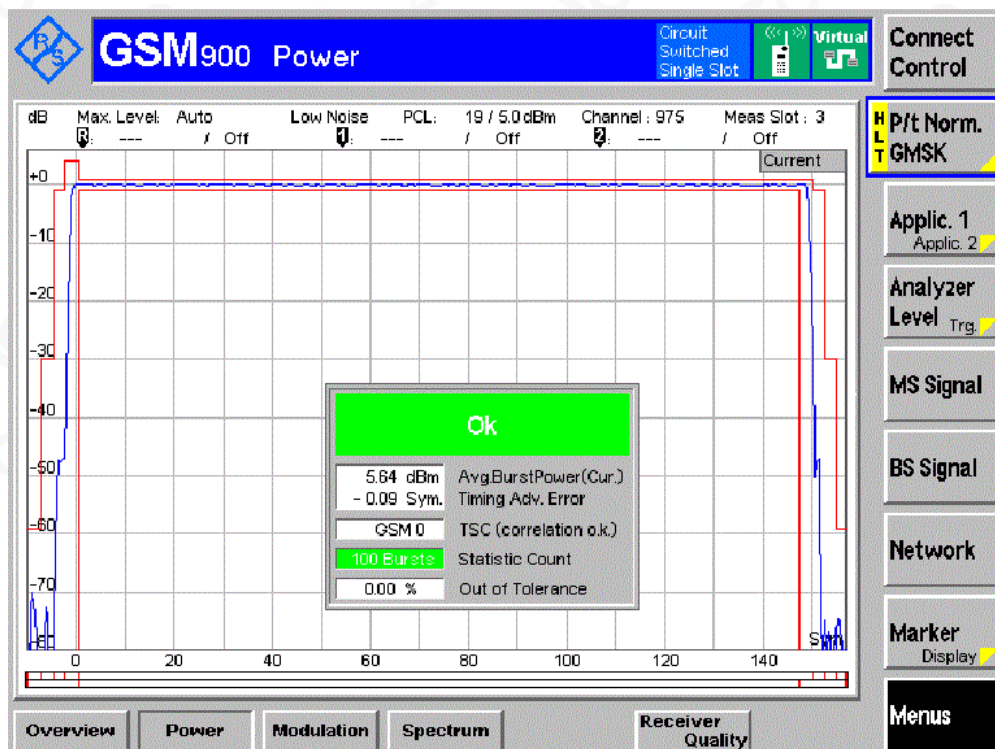 R/S
GSM900 Power
Circuit Switched Single Slot
Virtual
Connect Control
dB Max. Level: Auto Low Noise PCL: 19 / 5.0 dBm Channel : 975 Meas Slot : 3
R: --- / Off 1: --- / Off 2: --- / Off
Current
HLT P/t Norm. GMSK
+0
-10
-20
-30
-40
-50
-60
-70
-80
Ok
5.64 dBm Avg.BurstPower(Cur.)
- 0.09 Sym. Timing Adv. Error
GSM 0 TSC (correlation o.k.)
100 Bursts Statistic Count
0.00 % Out of Tolerance
Sym
0 20 40 60 80 100 120 140
Applic. 1
Applic. 2
Analyzer Level Trg.
MS Signal
BS Signal
Network
Marker
Display
Menus
Overview Power Modulation Spectrum Receiver Quality